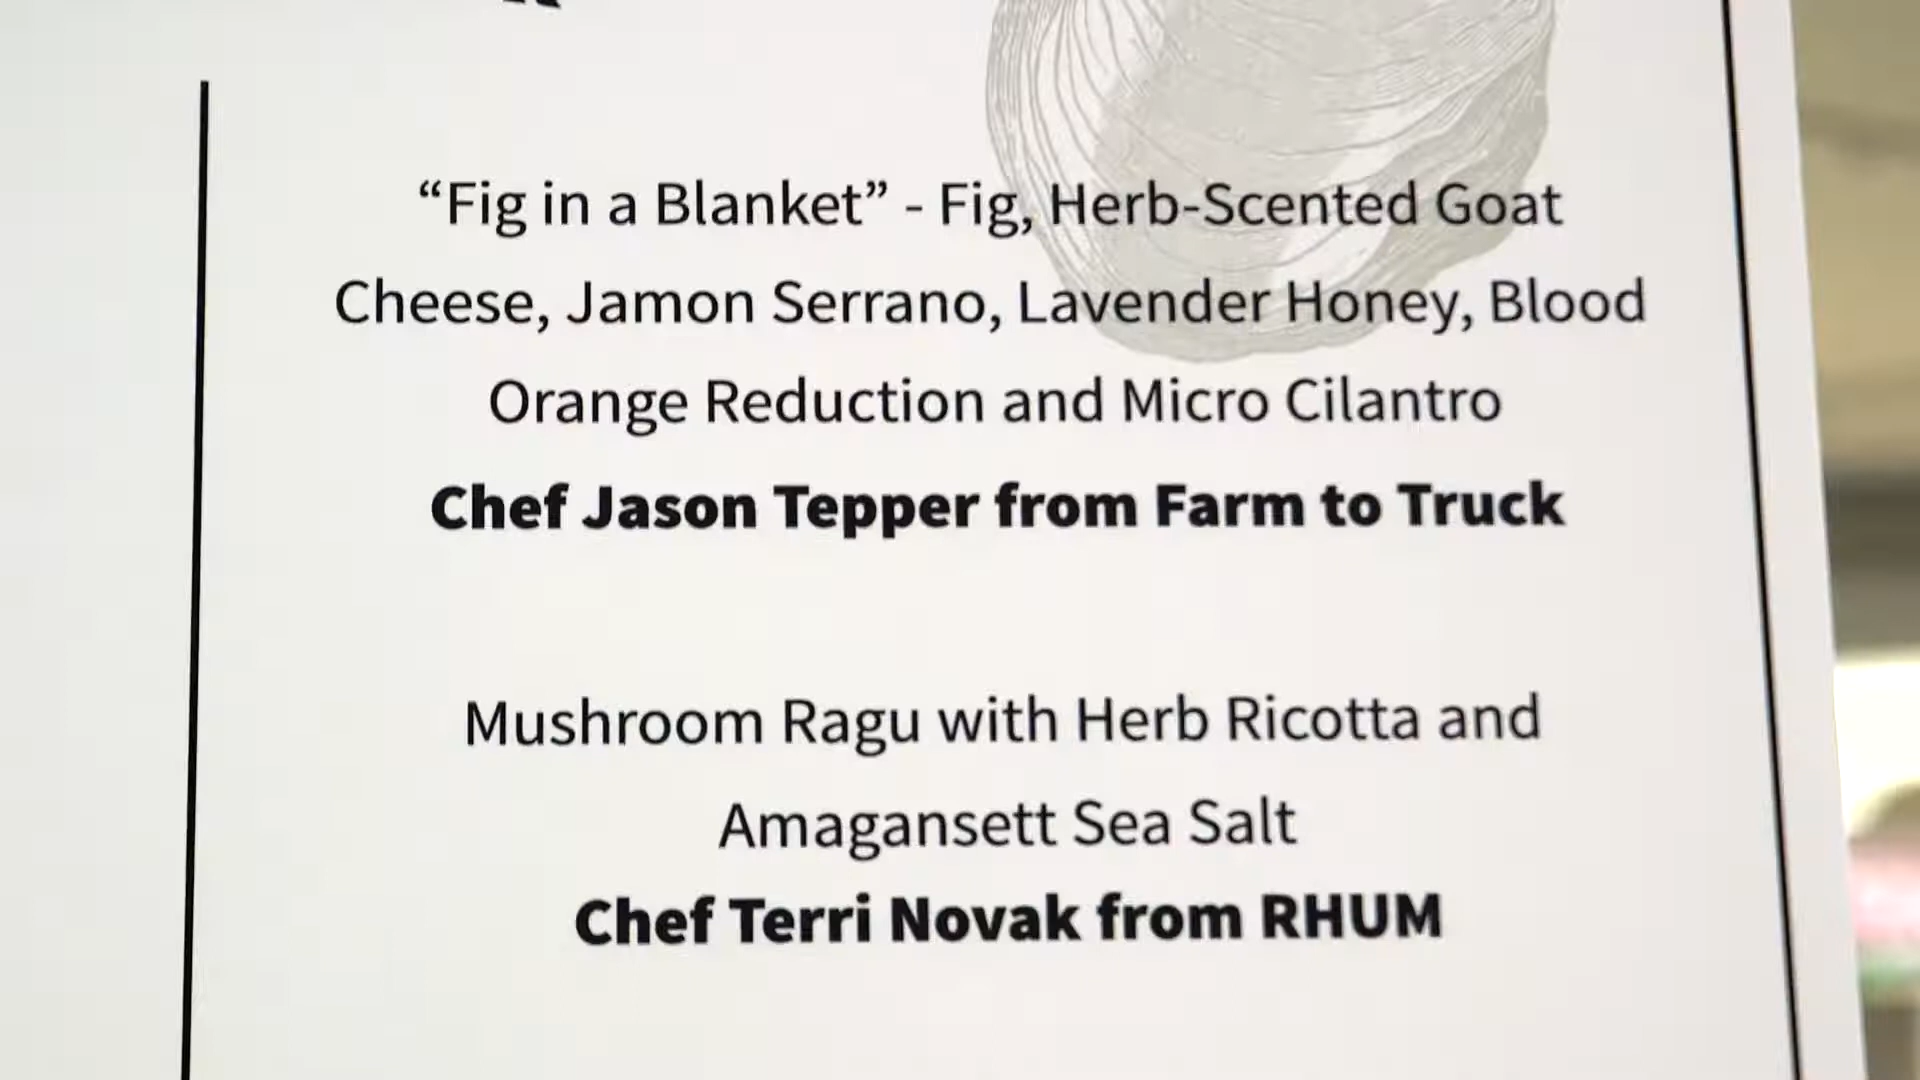 “Fig in a Blanket” - Fig, Herb-Scented Goat
Cheese, Jamon Serrano, Lavender Honey, Blood
Orange Reduction and Micro Cilantro
Chef Jason Tepper from Farm to Truck
Mushroom Ragu with Herb Ricotta and
Amagansett Sea Salt
Chef Terri Novak from RHUM